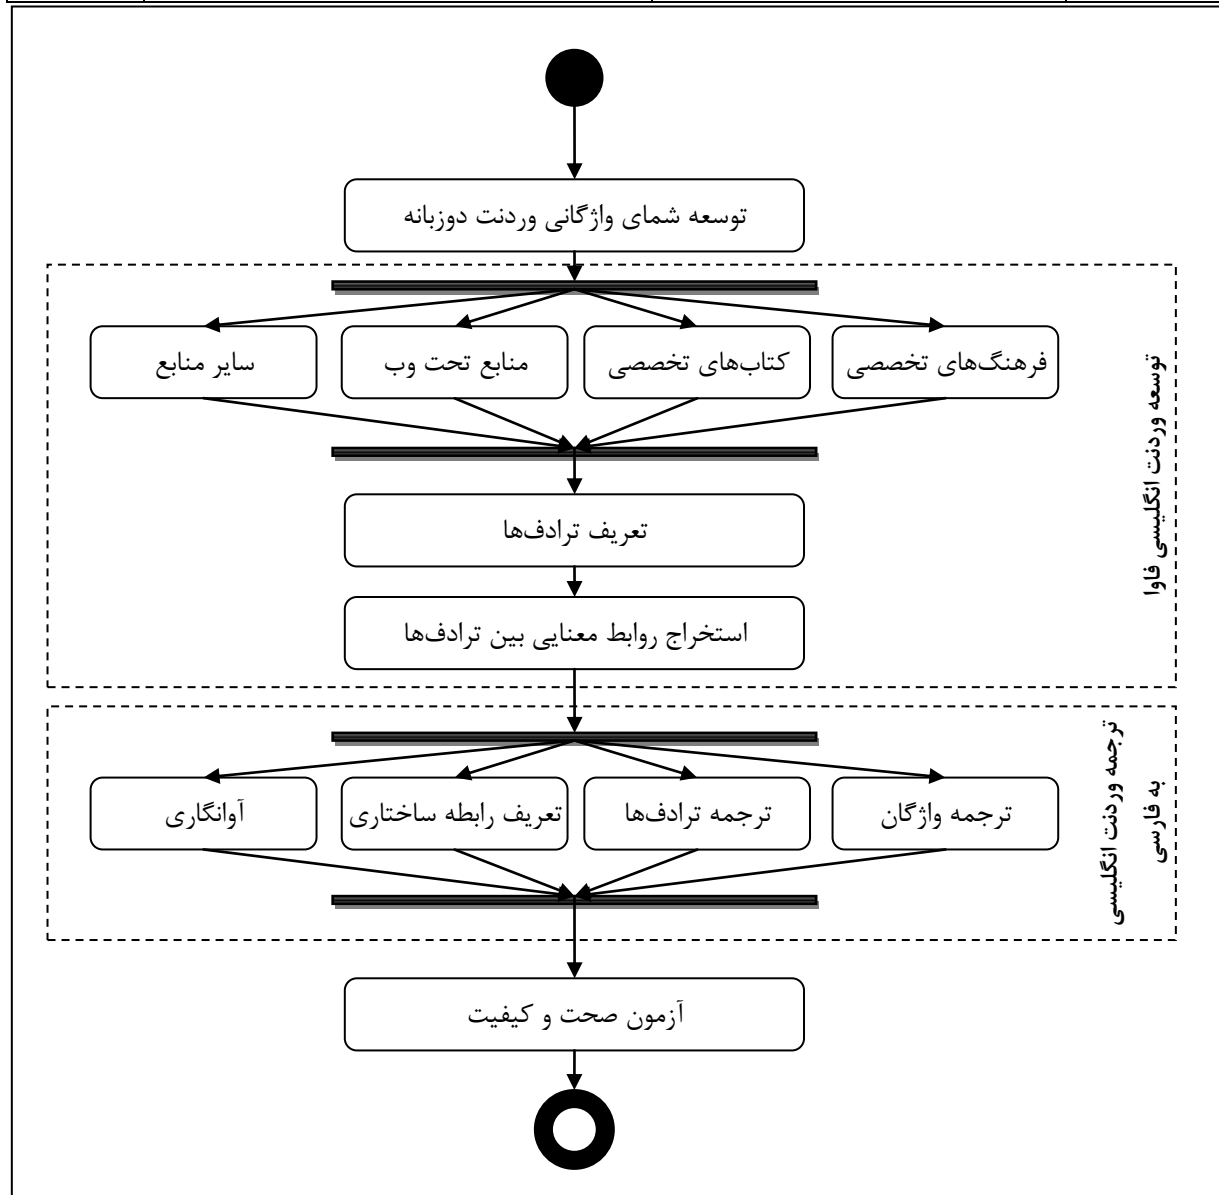 توسعه شمای واژگانی وردنت دوزبانه
فرهنگ‌های تخصصی
کتاب‌های تخصصی
منابع تحت وب
سایر منابع
تعریف ترادف‌ها
استخراج روابط معنایی بین ترادف‌ها
توسعه وردنت انگلیسی فاوا
ترجمه واژگان
ترجمه ترادف‌ها
تعریف رابطه ساختاری
آوانگاری
ترجمه وردنت انگلیسی
به فارسی
آزمون صحت و کیفیت